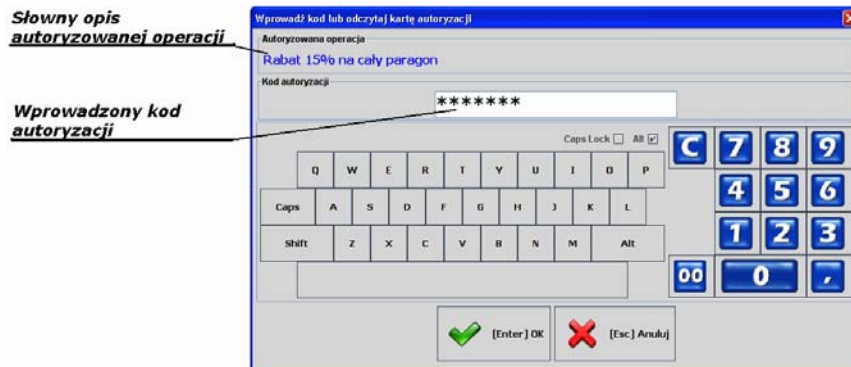 Słowny opis
autoryzowanej operacji
Wprowadzony kod
autoryzacji
Wprowadź kod lub odczytaj kartę autoryzacji
Autoryzowana operacja
Rabat 15% na cały paragon
Kod autoryzacji
*******
Caps Lock Alt
Q W E R T Y U I O P
Caps A S D F G H J K L
Shift Z X C V B N M Alt
C 7 8 9
4 5 6
1 2 3
00 0 ,
[Enter] OK [Esc] Anuluj